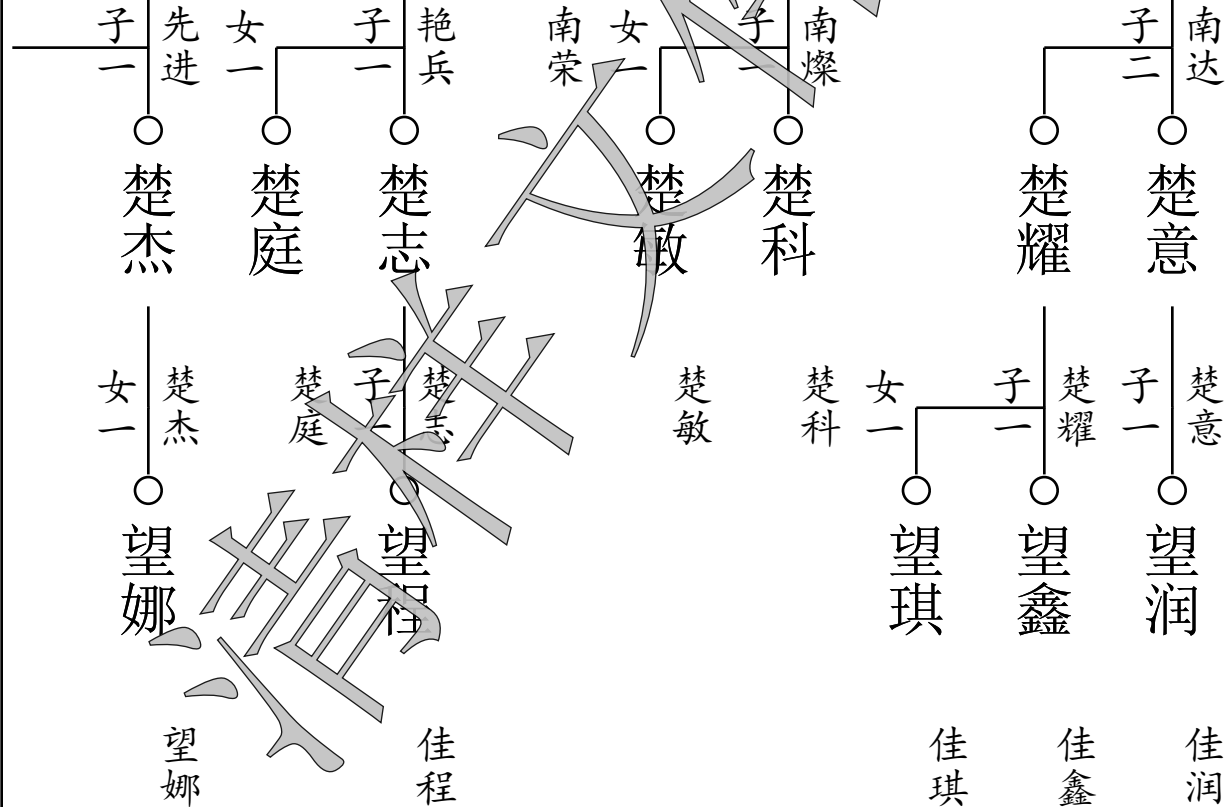 南达
子二
南燦
子一
女一
南荣
艳兵
子一
女一
先进
子一
楚意
楚耀
楚科
楚敏
楚志
楚庭
楚杰
楚意
子一
楚耀
子一
女一
楚科
楚敏
楚志
子一
楚庭
楚杰
女一
望润
望鑫
望琪
望程
望娜
佳润
佳鑫
佳琪
佳程
望娜